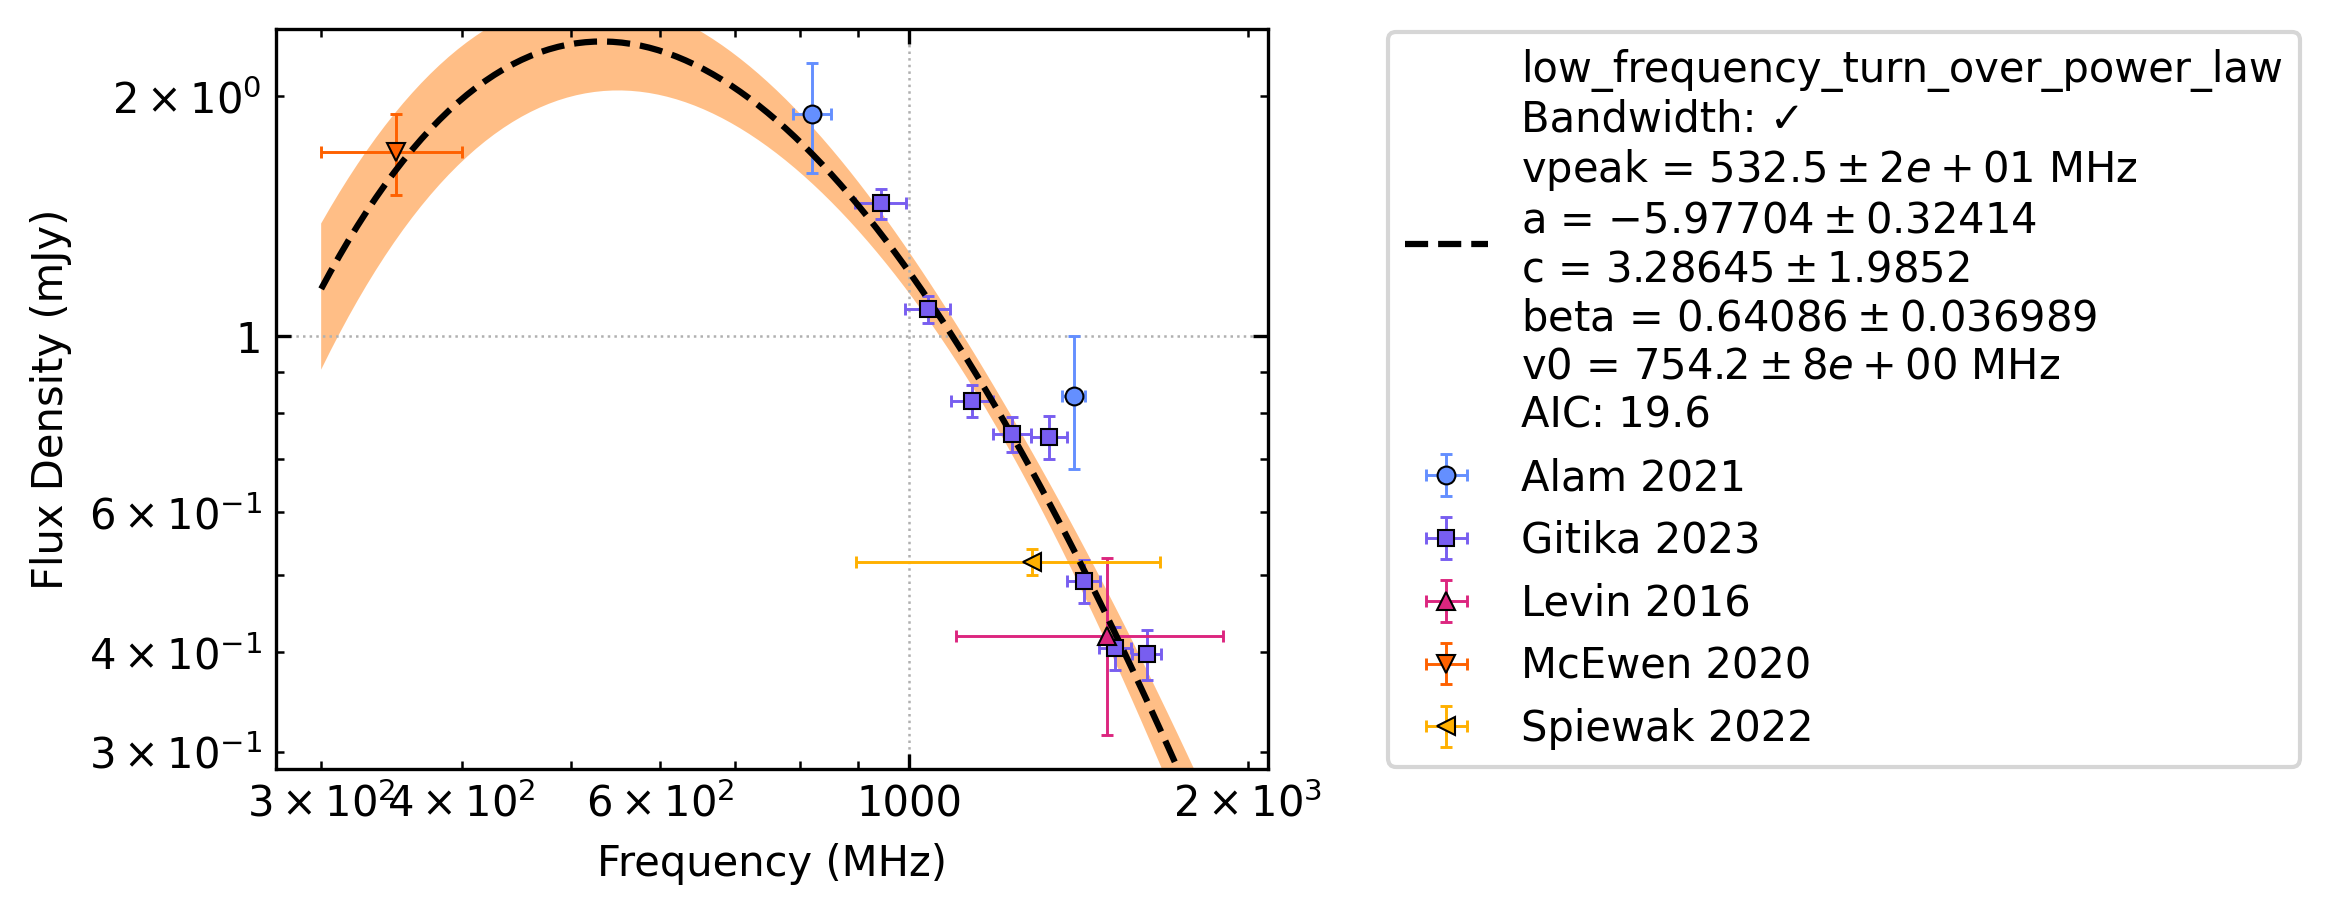 2 × 10⁰
1
6 × 10⁻¹
4 × 10⁻¹
3 × 10⁻¹
Flux Density (mJy)
3 × 10²
4 × 10²
6 × 10²
1000
2 × 10³
Frequency (MHz)
low_frequency_turn_over_power_law
Bandwidth: ✓
vpeak = 532.5 ± 2e + 01 MHz
a = −5.97704 ± 0.32414
c = 3.28645 ± 1.9852
beta = 0.64086 ± 0.036989
v0 = 754.2 ± 8e + 00 MHz
AIC: 19.6
Alam 2021
Gitika 2023
Levin 2016
McEwen 2020
Spiewak 2022